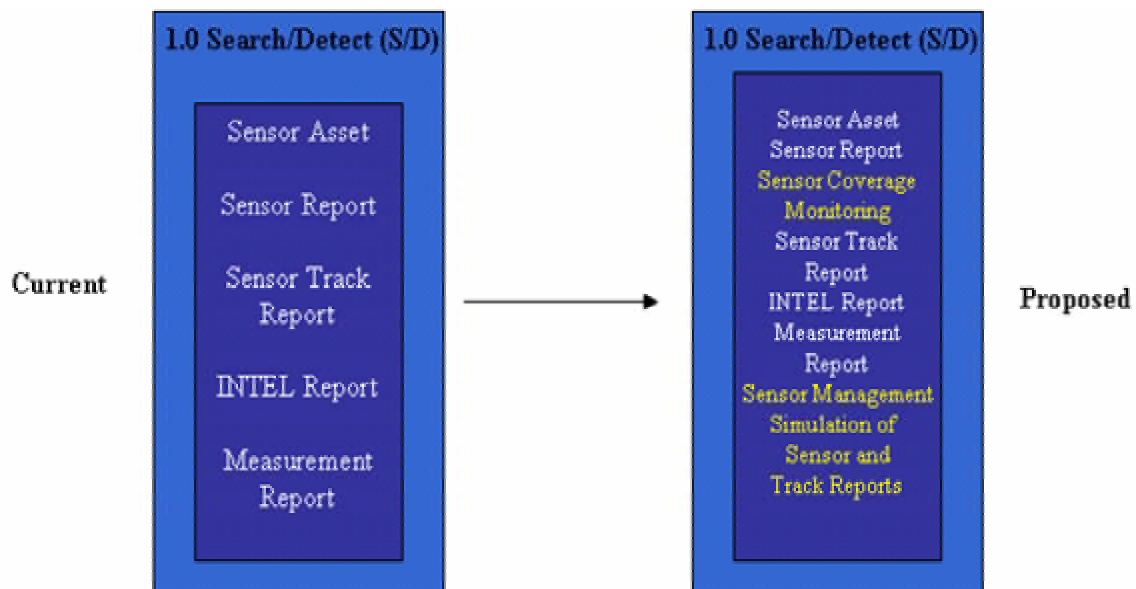 1.0 Search/Detect (S/D)
Sensor Asset
Sensor Report
Sensor Track
Report
INTEL Report
Measurement
Report
Current
1.0 Search/Detect (S/D)
Sensor Asset
Sensor Report
Sensor Coverage
Monitoring
Sensor Track
Report
INTEL Report
Measurement
Report
Sensor Management
Simulation of
Sensor and
Track Reports
Proposed